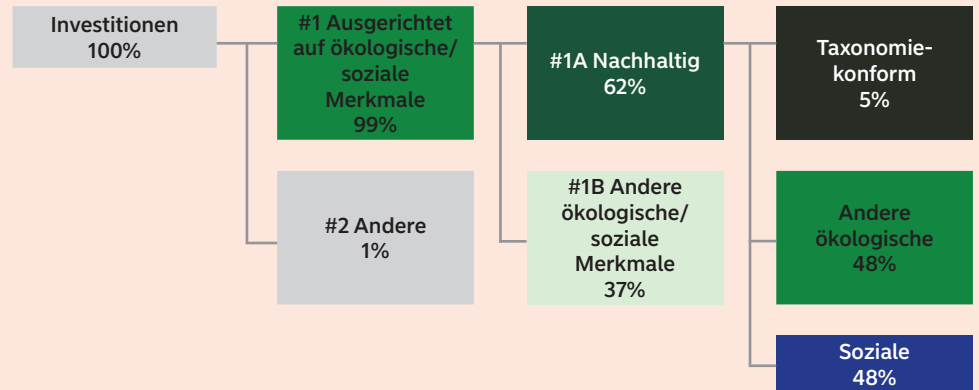 Investitionen
100%
#1 Ausgerichtet
auf ökologische/
soziale
Merkmale
99%
#1A Nachhaltig
62%
Taxonomie-
konform
5%
#2 Andere
1%
#1B Andere
ökologische/
soziale
Merkmale
37%
Andere
ökologische
48%
Soziale
48%